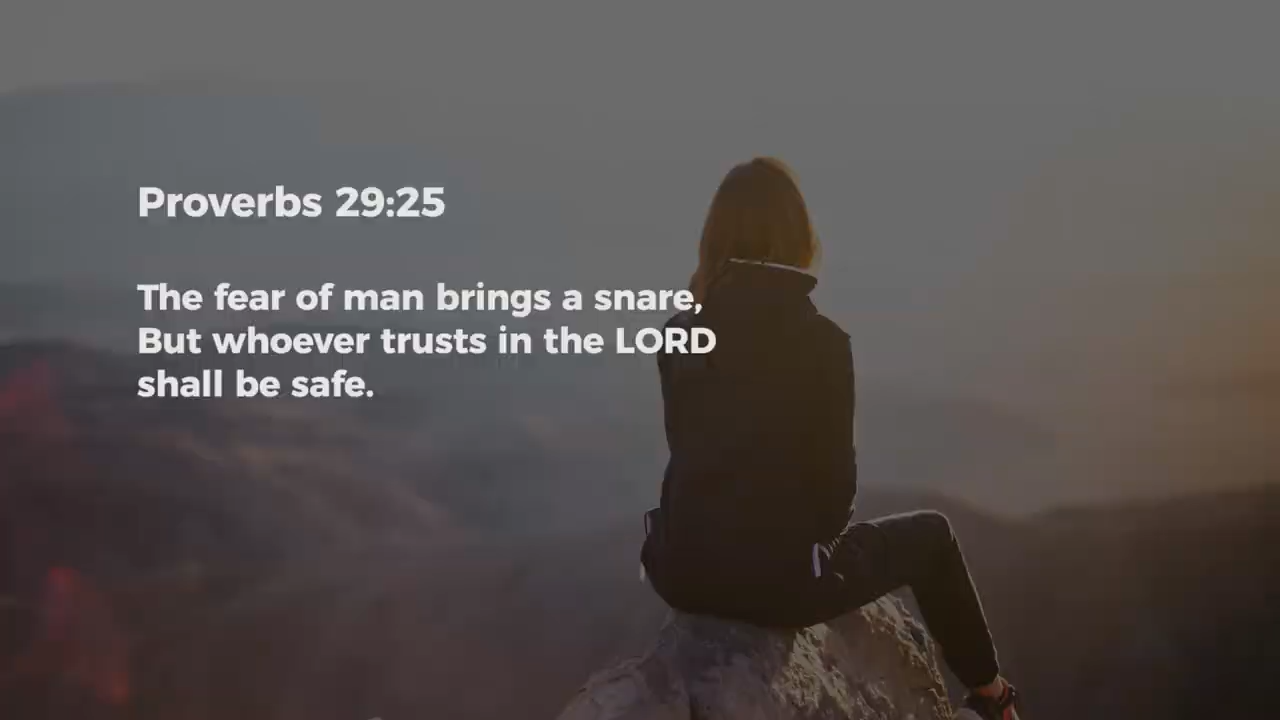 Proverbs 29:25
The fear of man brings a snare,
But whoever trusts in the LORD
shall be safe.